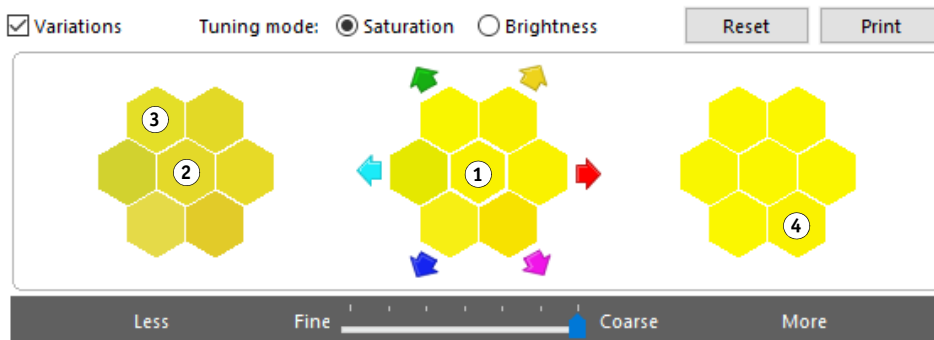 Variations Tuning mode: Saturation Brightness Reset Print
3
2 1
4
Less Fine Coarse More